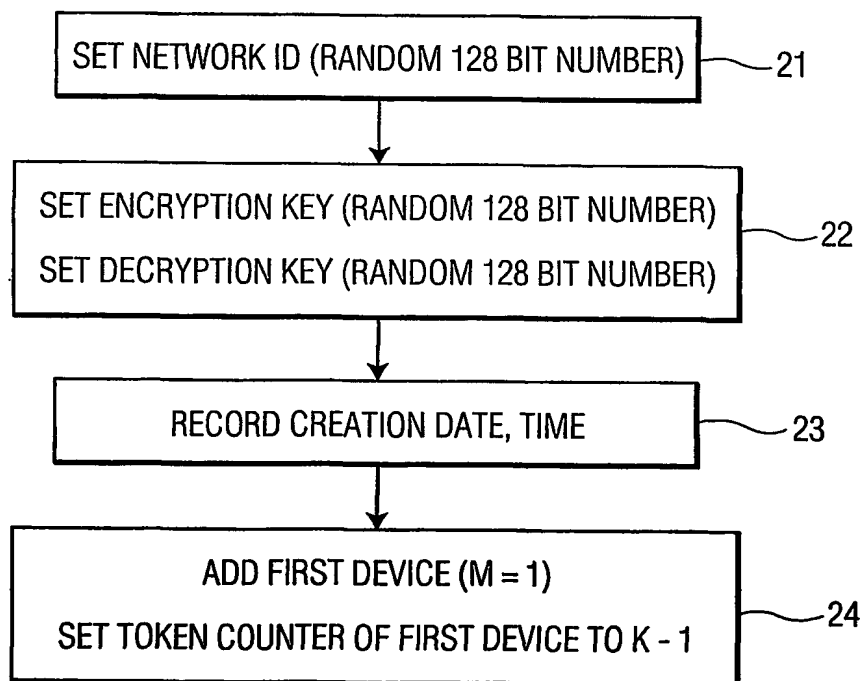 SET NETWORK ID (RANDOM 128 BIT NUMBER)
21
SET ENCRYPTION KEY (RANDOM 128 BIT NUMBER)
SET DECRYPTION KEY (RANDOM 128 BIT NUMBER)
22
RECORD CREATION DATE, TIME
23
ADD FIRST DEVICE (M = 1)
SET TOKEN COUNTER OF FIRST DEVICE TO K - 1
24